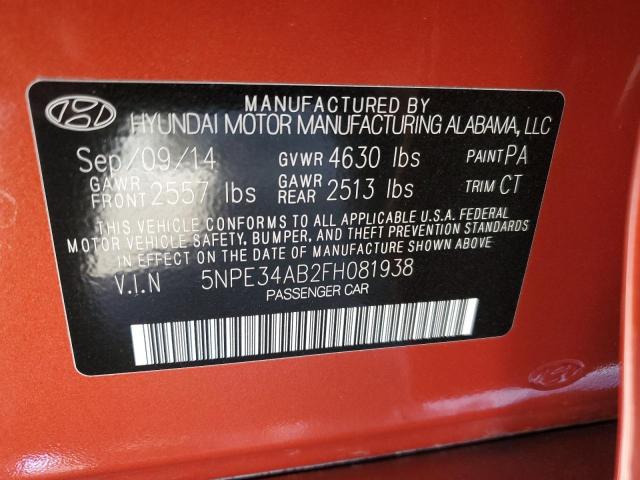 MANUFACTURED BY
HYUNDAI MOTOR MANUFACTURING ALABAMA, LLC
Sep/09/14 GVWR 4630 lbs PAINT PA
GAWR FRONT 2557 lbs GAWR REAR 2513 lbs TRIM CT
THIS VEHICLE CONFORMS TO ALL APPLICABLE U.S.A. FEDERAL
MOTOR VEHICLE SAFETY, BUMPER, AND THEFT PREVENTION STANDARDS
IN EFFECT ON THE DATE OF MANUFACTURE SHOWN ABOVE.
V.I.N 5NPE34AB2FH081938
PASSENGER CAR